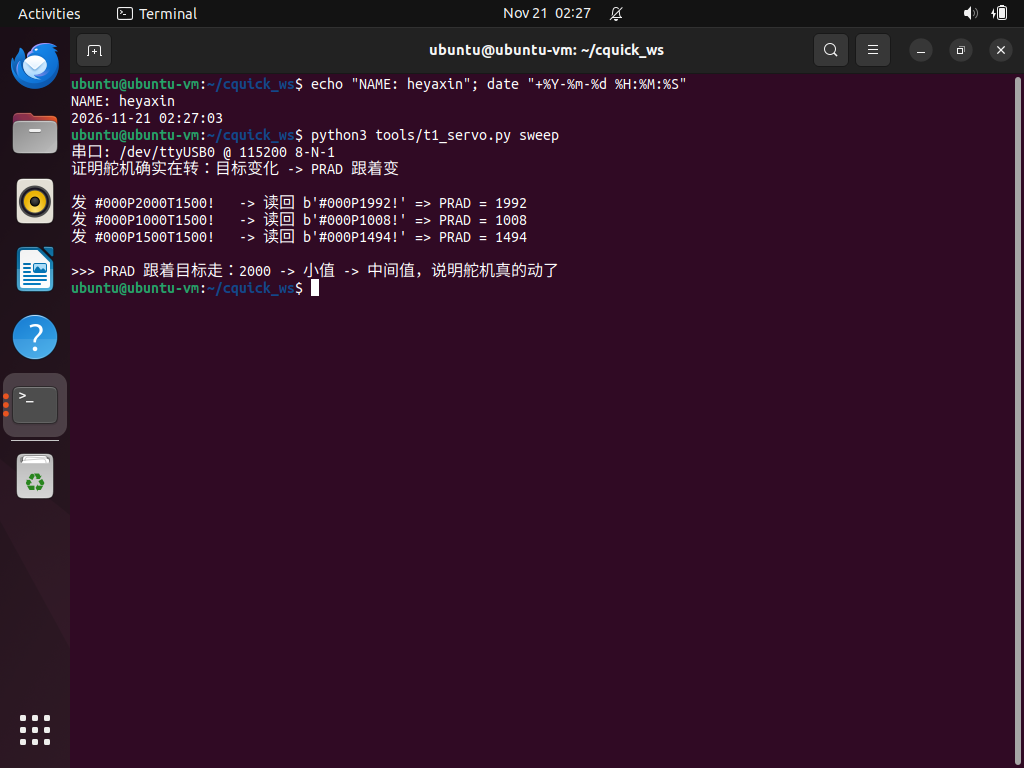 Activities
Terminal
Nov 21 02:27
ubuntu@ubuntu-vm: ~/cquick_ws
ubuntu@ubuntu-vm:~/cquick_ws$ echo "NAME: heyaxin"; date "+%Y-%m-%d %H:%M:%S"
NAME: heyaxin
2026-11-21 02:27:03
ubuntu@ubuntu-vm:~/cquick_ws$ python3 tools/t1_servo.py sweep
串口: /dev/ttyUSB0 @ 115200 8-N-1
证明舵机确实在转：目标变化 -> PRAD 跟着变
发 #000P2000T1500!   -> 读回 b'#000P1992!' => PRAD = 1992
发 #000P1000T1500!   -> 读回 b'#000P1008!' => PRAD = 1008
发 #000P1500T1500!   -> 读回 b'#000P1494!' => PRAD = 1494
>>> PRAD 跟着目标走：2000 -> 小值 -> 中间值，说明舵机真的动了
ubuntu@ubuntu-vm:~/cquick_ws$